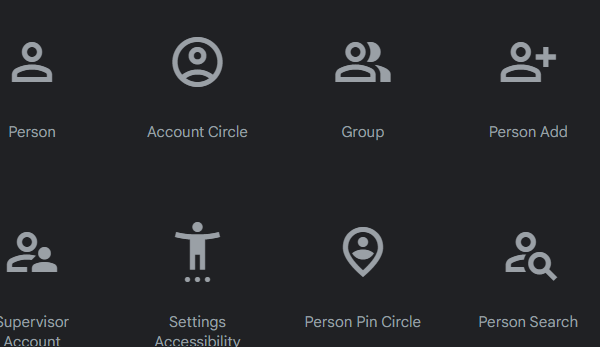 Person
Account Circle
Group
Person Add
Supervisor
Account
Settings
Accessibility
Person Pin Circle
Person Search